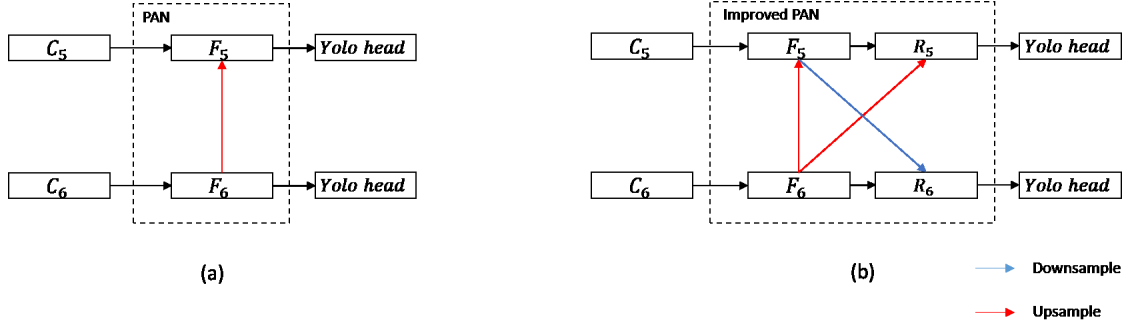 PAN
C₅ F₅ Yolo head
C₆ F₆ Yolo head
(a)
Improved PAN
C₅ F₅ R₅ Yolo head
C₆ F₆ R₆ Yolo head
(b)
Downsample
Upsample